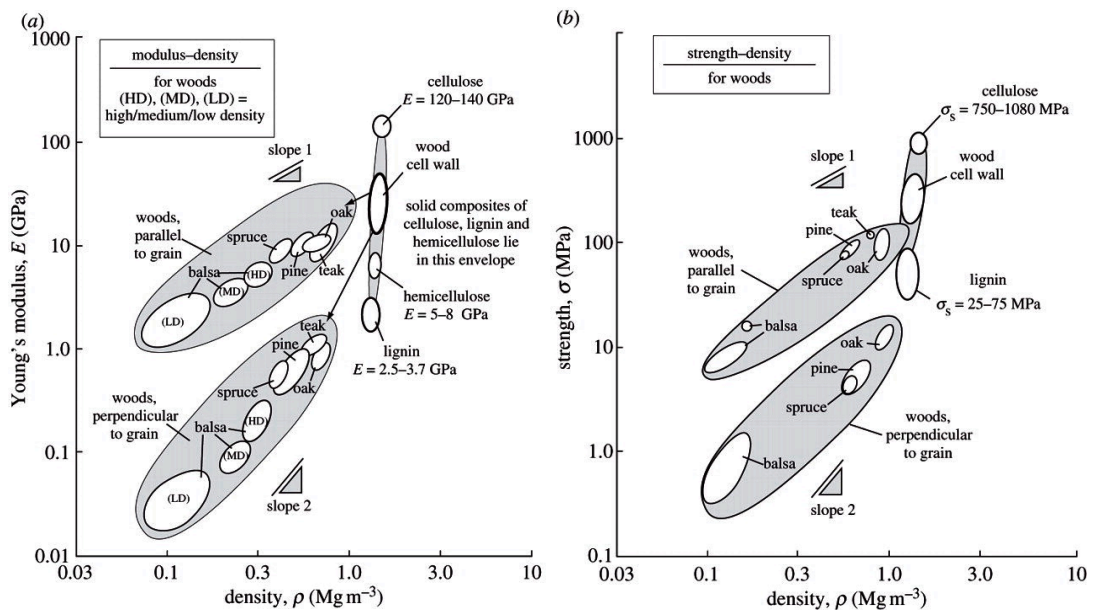 (a)
modulus–density
for woods
(HD), (MD), (LD) =
high/medium/low density
1000
100
10
1.0
0.1
0.01
Young's modulus, E (GPa)
0.03
0.1
0.3
1.0
3.0
10
density, ρ (Mg m⁻³)
cellulose
E = 120–140 GPa
slope 1
wood
cell wall
woods,
parallel
to grain
oak
solid composites of
cellulose, lignin and
hemicellulose lie
in this envelope
spruce
balsa
(HD)
pine
teak
(MD)
(LD)
hemicellulose
E = 5–8 GPa
teak
pine
lignin
E = 2.5–3.7 GPa
spruce
oak
woods,
perpendicular
to grain
balsa
(HD)
(MD)
(LD)
slope 2
(b)
strength–density
for woods
1000
100
10
1.0
0.1
strength, σ (MPa)
0.03
0.1
0.3
1.0
3.0
10
density, ρ (Mg m⁻³)
cellulose
σs = 750–1080 MPa
slope 1
wood
cell wall
teak
pine
woods,
parallel
to grain
oak
spruce
lignin
σs = 25–75 MPa
balsa
oak
pine
spruce
woods,
perpendicular
to grain
balsa
slope 2